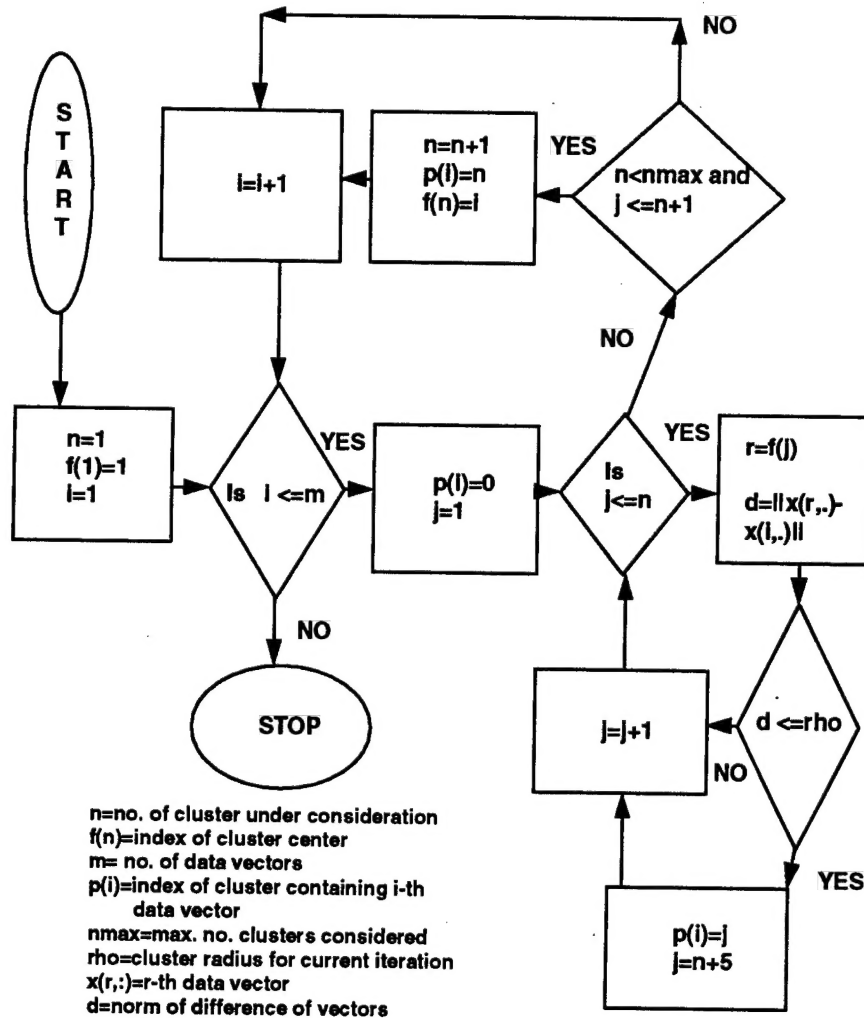 NO
S
T
A
R
T
i=i+1
n=n+1
p(i)=n
f(n)=i
YES
n<nmax and
j <=n+1
NO
n=1
f(1)=1
i=1
Is i <=m
YES
p(i)=0
j=1
Is
j<=n
YES
r=f(j)
d=||x(r,.)-
x(i,.)||
NO
STOP
j=j+1
d <=rho
NO
YES
p(i)=j
j=n+5
n=no. of cluster under consideration
f(n)=index of cluster center
m= no. of data vectors
p(i)=index of cluster containing i-th
data vector
nmax=max. no. clusters considered
rho=cluster radius for current iteration
x(r,:)=r-th data vector
d=norm of difference of vectors